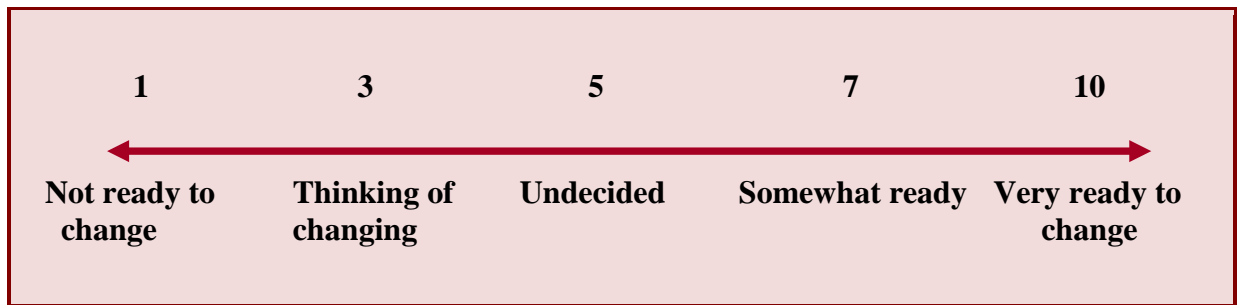 1 3 5 7 10
Not ready to Thinking of Undecided Somewhat ready Very ready to
change changing change